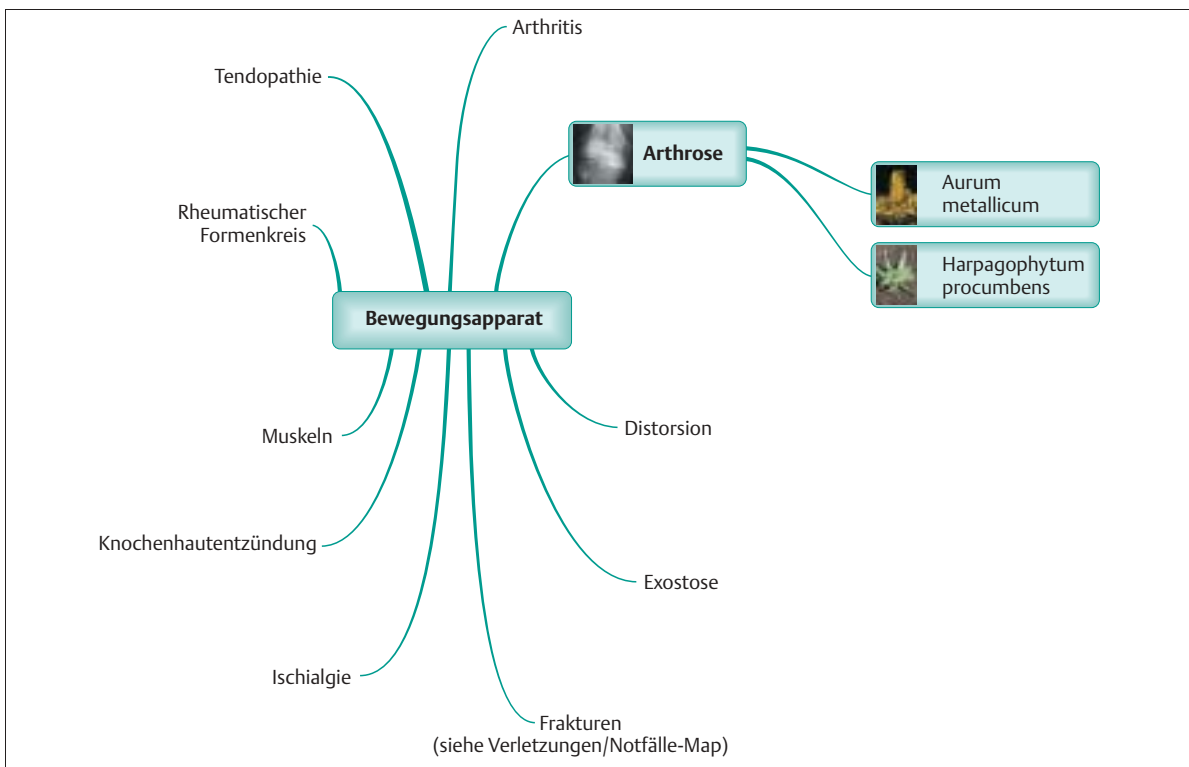 Arthritis
Tendopathie
Arthrose
Aurum
metallicum
Rheumatischer
Formenkreis
Harpagophytum
procumbens
Bewegungsapparat
Muskeln
Distorsion
Knochenhautentzündung
Exostose
Ischialgie
Frakturen
(siehe Verletzungen/Notfälle-Map)